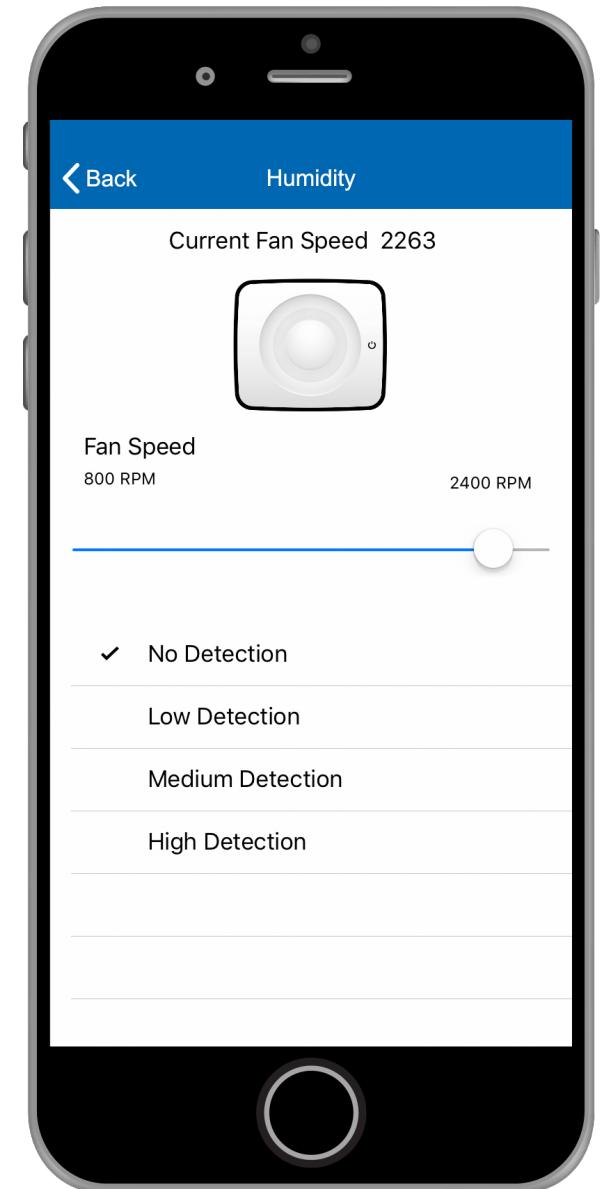 Back Humidity
Current Fan Speed 2263
Fan Speed
800 RPM 2400 RPM
No Detection
Low Detection
Medium Detection
High Detection